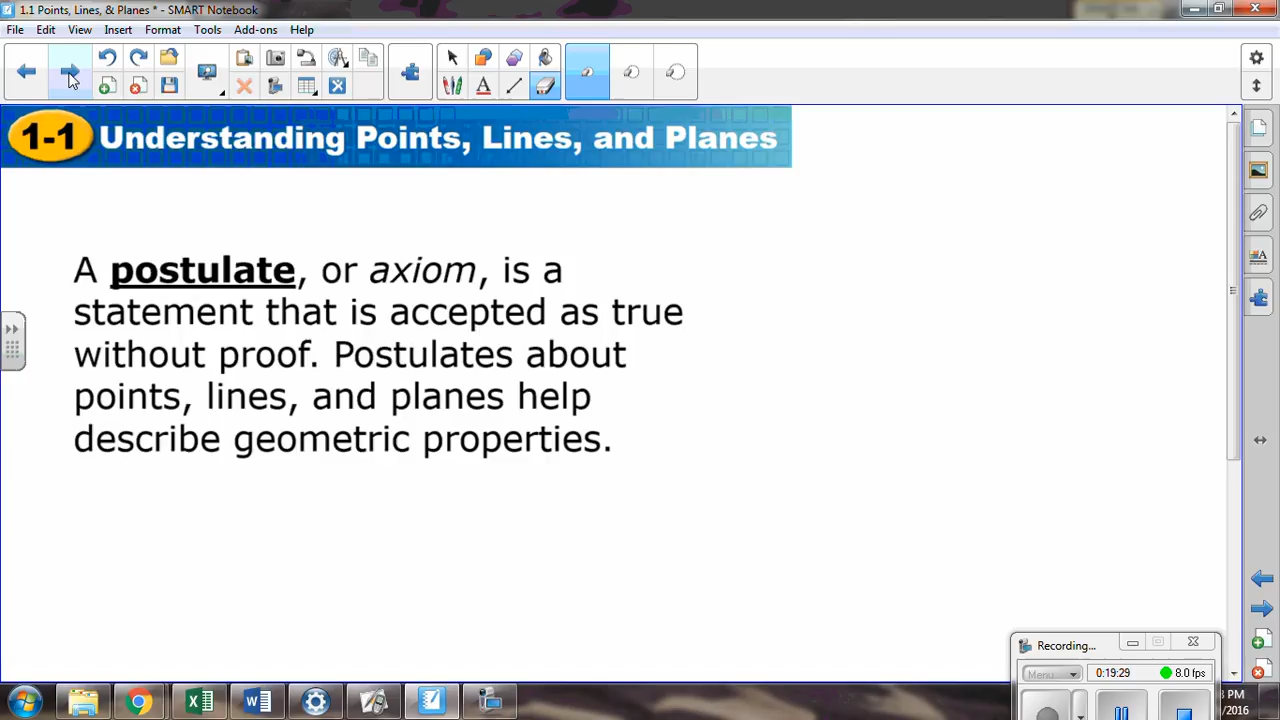 1.1 Points, Lines, & Planes * - SMART Notebook
File Edit View Insert Format Tools Add-ons Help
1-1 Understanding Points, Lines, and Planes
A postulate, or axiom, is a
statement that is accepted as true
without proof. Postulates about
points, lines, and planes help
describe geometric properties.
Recording...
Menu 0:19:29 8.0 fps
PM
/2016